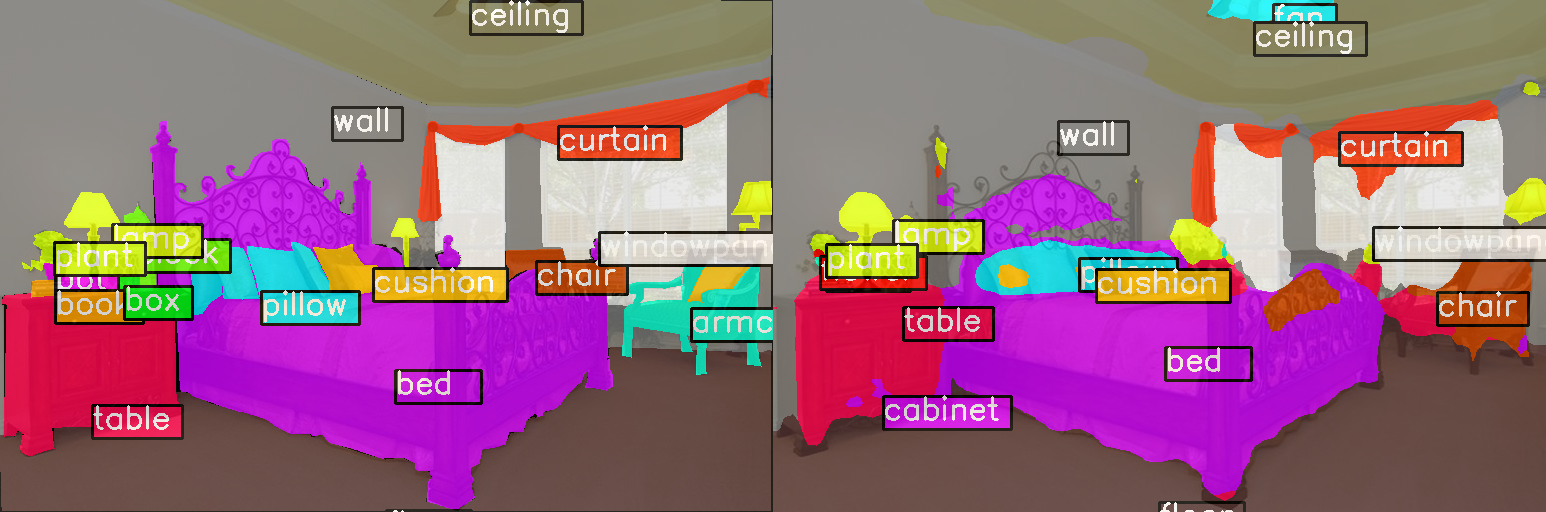 ceiling
wall
curtain
lamp
plant
book
box
pillow
cushion
chair
windowpan
armc
bed
table
fan
ceiling
wall
curtain
lamp
plant
windowpan
cushion
chair
table
bed
cabinet
floor